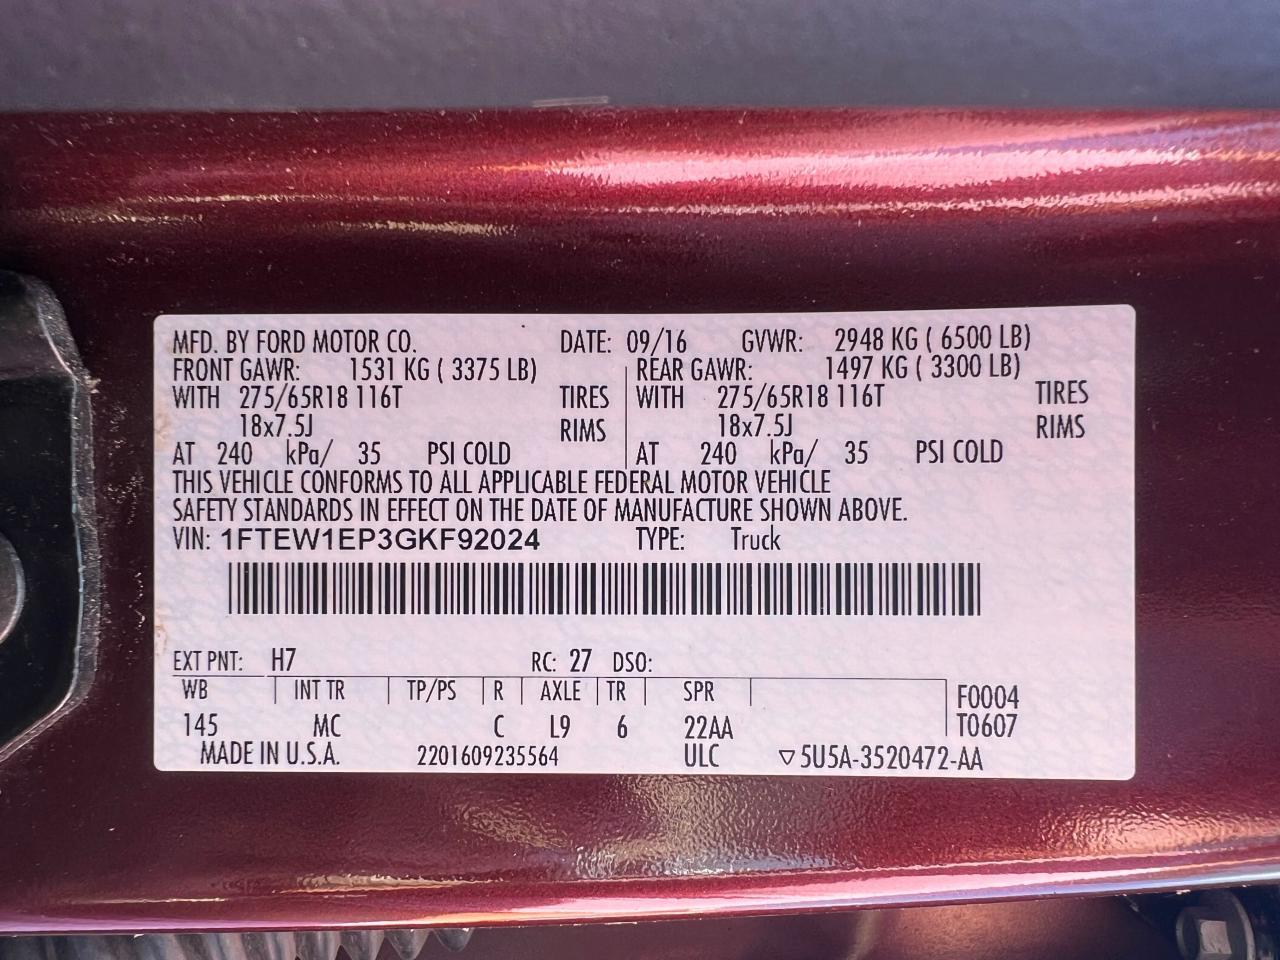 MFD. BY FORD MOTOR CO. DATE: 09/16 GVWR: 2948 KG ( 6500 LB)
FRONT GAWR: 1531 KG ( 3375 LB) REAR GAWR: 1497 KG ( 3300 LB)
WITH 275/65R18 116T TIRES WITH 275/65R18 116T TIRES
18x7.5J RIMS 18x7.5J RIMS
AT 240 kPa/ 35 PSI COLD AT 240 kPa/ 35 PSI COLD
THIS VEHICLE CONFORMS TO ALL APPLICABLE FEDERAL MOTOR VEHICLE
SAFETY STANDARDS IN EFFECT ON THE DATE OF MANUFACTURE SHOWN ABOVE.
VIN: 1FTEW1EP3GKF92024 TYPE: Truck
EXT PNT: H7 RC: 27 DSO:
WB INT TR TP/PS R AXLE TR SPR F0004
145 MC C L9 6 22AA T0607
MADE IN U.S.A. 2201609235564 ULC ▽5U5A-3520472-AA